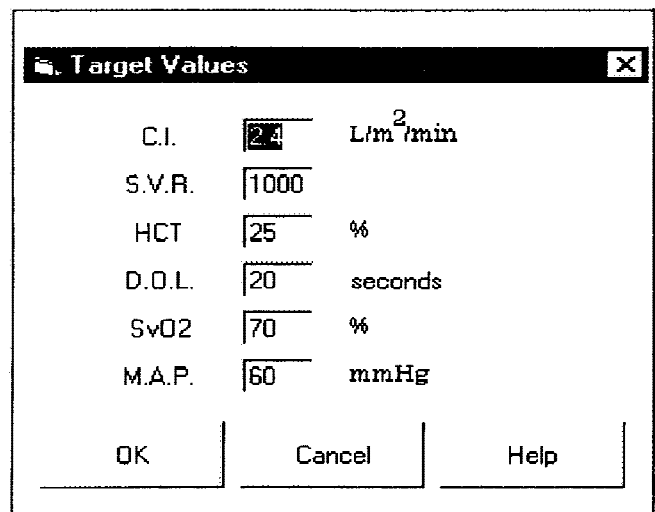 Target Values
C.I. 2.4 L/m²/min
S.V.R. 1000
HCT 25 %
D.O.L. 20 seconds
SvO2 70 %
M.A.P. 60 mmHg
OK Cancel Help